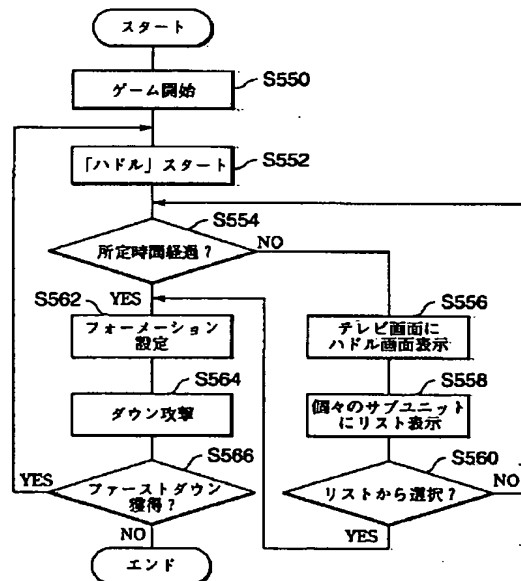 スタート
ゲーム開始
S550
「ハドル」スタート
S552
所定時間経過?
S554
NO
YES
S562
フォーメーション
設定
S556
テレビ画面に
ハドル画面表示
S564
ダウン攻撃
S558
個々のサブユニット
にリスト表示
S566
YES
ファーストダウン
獲得?
S560
リストから選択?
NO
YES
NO
エンド